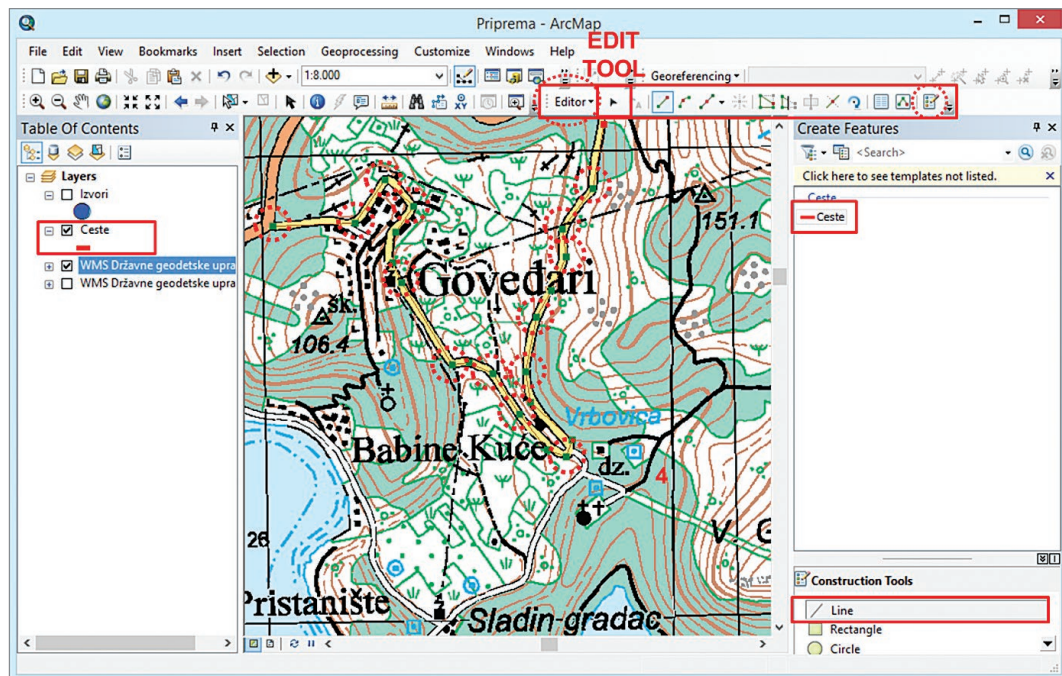 Priprema - ArcMap
File Edit View Bookmarks Insert Selection Geoprocessing Customize Windows Help
EDIT
TOOL
1:8.000
Georeferencing
Editor
Table Of Contents
Layers
Izvori
Ceste
WMS Državne geodetske upra
WMS Državne geodetske upra
151.1
Goveđari
šk.
106.4
Vrbovica
Babine Kuće
dz.
4
V. G
26
Pristanište
Sladin-gradac
Create Features
<Search>
Click here to see templates not listed.
Ceste
Ceste
Construction Tools
Line
Rectangle
Circle